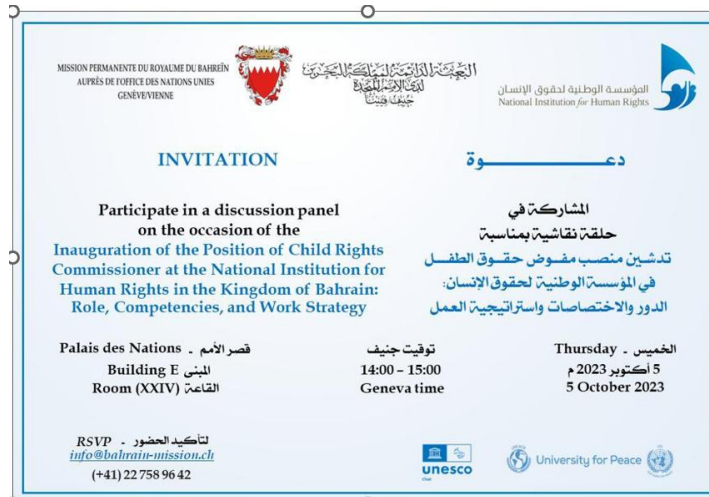 MISSION PERMANENTE DU ROYAUME DU BAHREÏN
AUPRÈS DE L'OFFICE DES NATIONS UNIES
GENÈVE/VIENNE
البعثة الدائمة لمملكة البحرين
لدى الأمم المتحدة
جنيف فيينا
المؤسسة الوطنية لحقوق الإنسان
National Institution for Human Rights
INVITATION
Participate in a discussion panel
on the occasion of the
Inauguration of the Position of Child Rights
Commissioner at the National Institution for
Human Rights in the Kingdom of Bahrain:
Role, Competencies, and Work Strategy
دعـــــــــــوة
المشاركة في
حلقة نقاشية بمناسبة
تدشين منصب مفوض حقوق الطفل
في المؤسسة الوطنية لحقوق الإنسان:
الدور والاختصاصات واستراتيجية العمل
Palais des Nations - قصر الأمم
Building E المبنى
Room (XXIV) القاعة
توقيت جنيف
14:00 – 15:00
Geneva time
Thursday - الخميس
5 أكتوبر 2023 م
5 October 2023
RSVP - لتأكيد الحضور
info@bahrain-mission.ch
(+41) 22 758 96 42
unesco
Chair
University for Peace